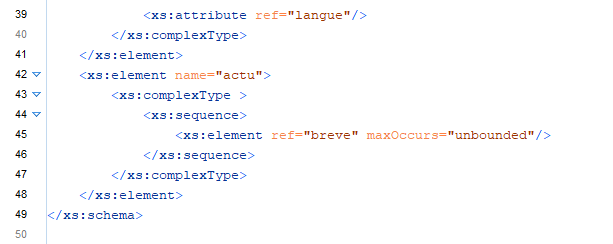 39 <xs:attribute ref="langue"/>
40 </xs:complexType>
41 </xs:element>
42 <xs:element name="actu">
43 <xs:complexType >
44 <xs:sequence>
45 <xs:element ref="breve" maxOccurs="unbounded"/>
46 </xs:sequence>
47 </xs:complexType>
48 </xs:element>
49 </xs:schema>
50